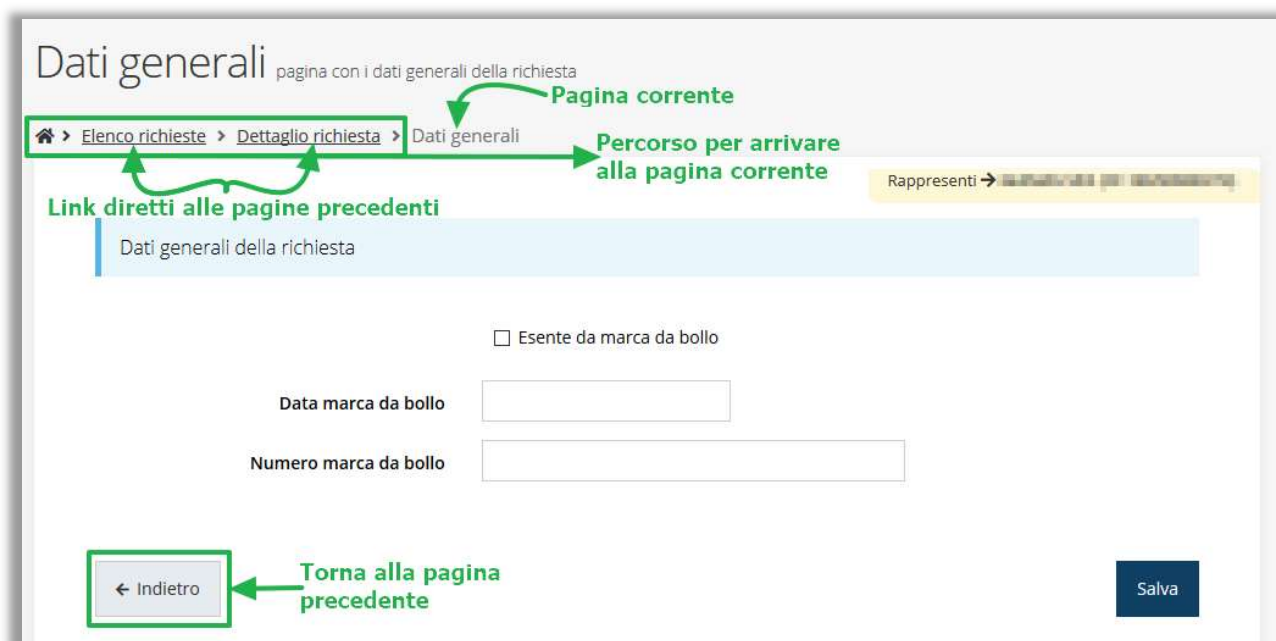 Dati generali pagina con i dati generali della richiesta
Pagina corrente
Elenco richieste > Dettaglio richiesta > Dati generali
Percorso per arrivare
alla pagina corrente
Rappresenti
Link diretti alle pagine precedenti
Dati generali della richiesta
Esente da marca da bollo
Data marca da bollo
Numero marca da bollo
Indietro
Torna alla pagina
precedente
Salva